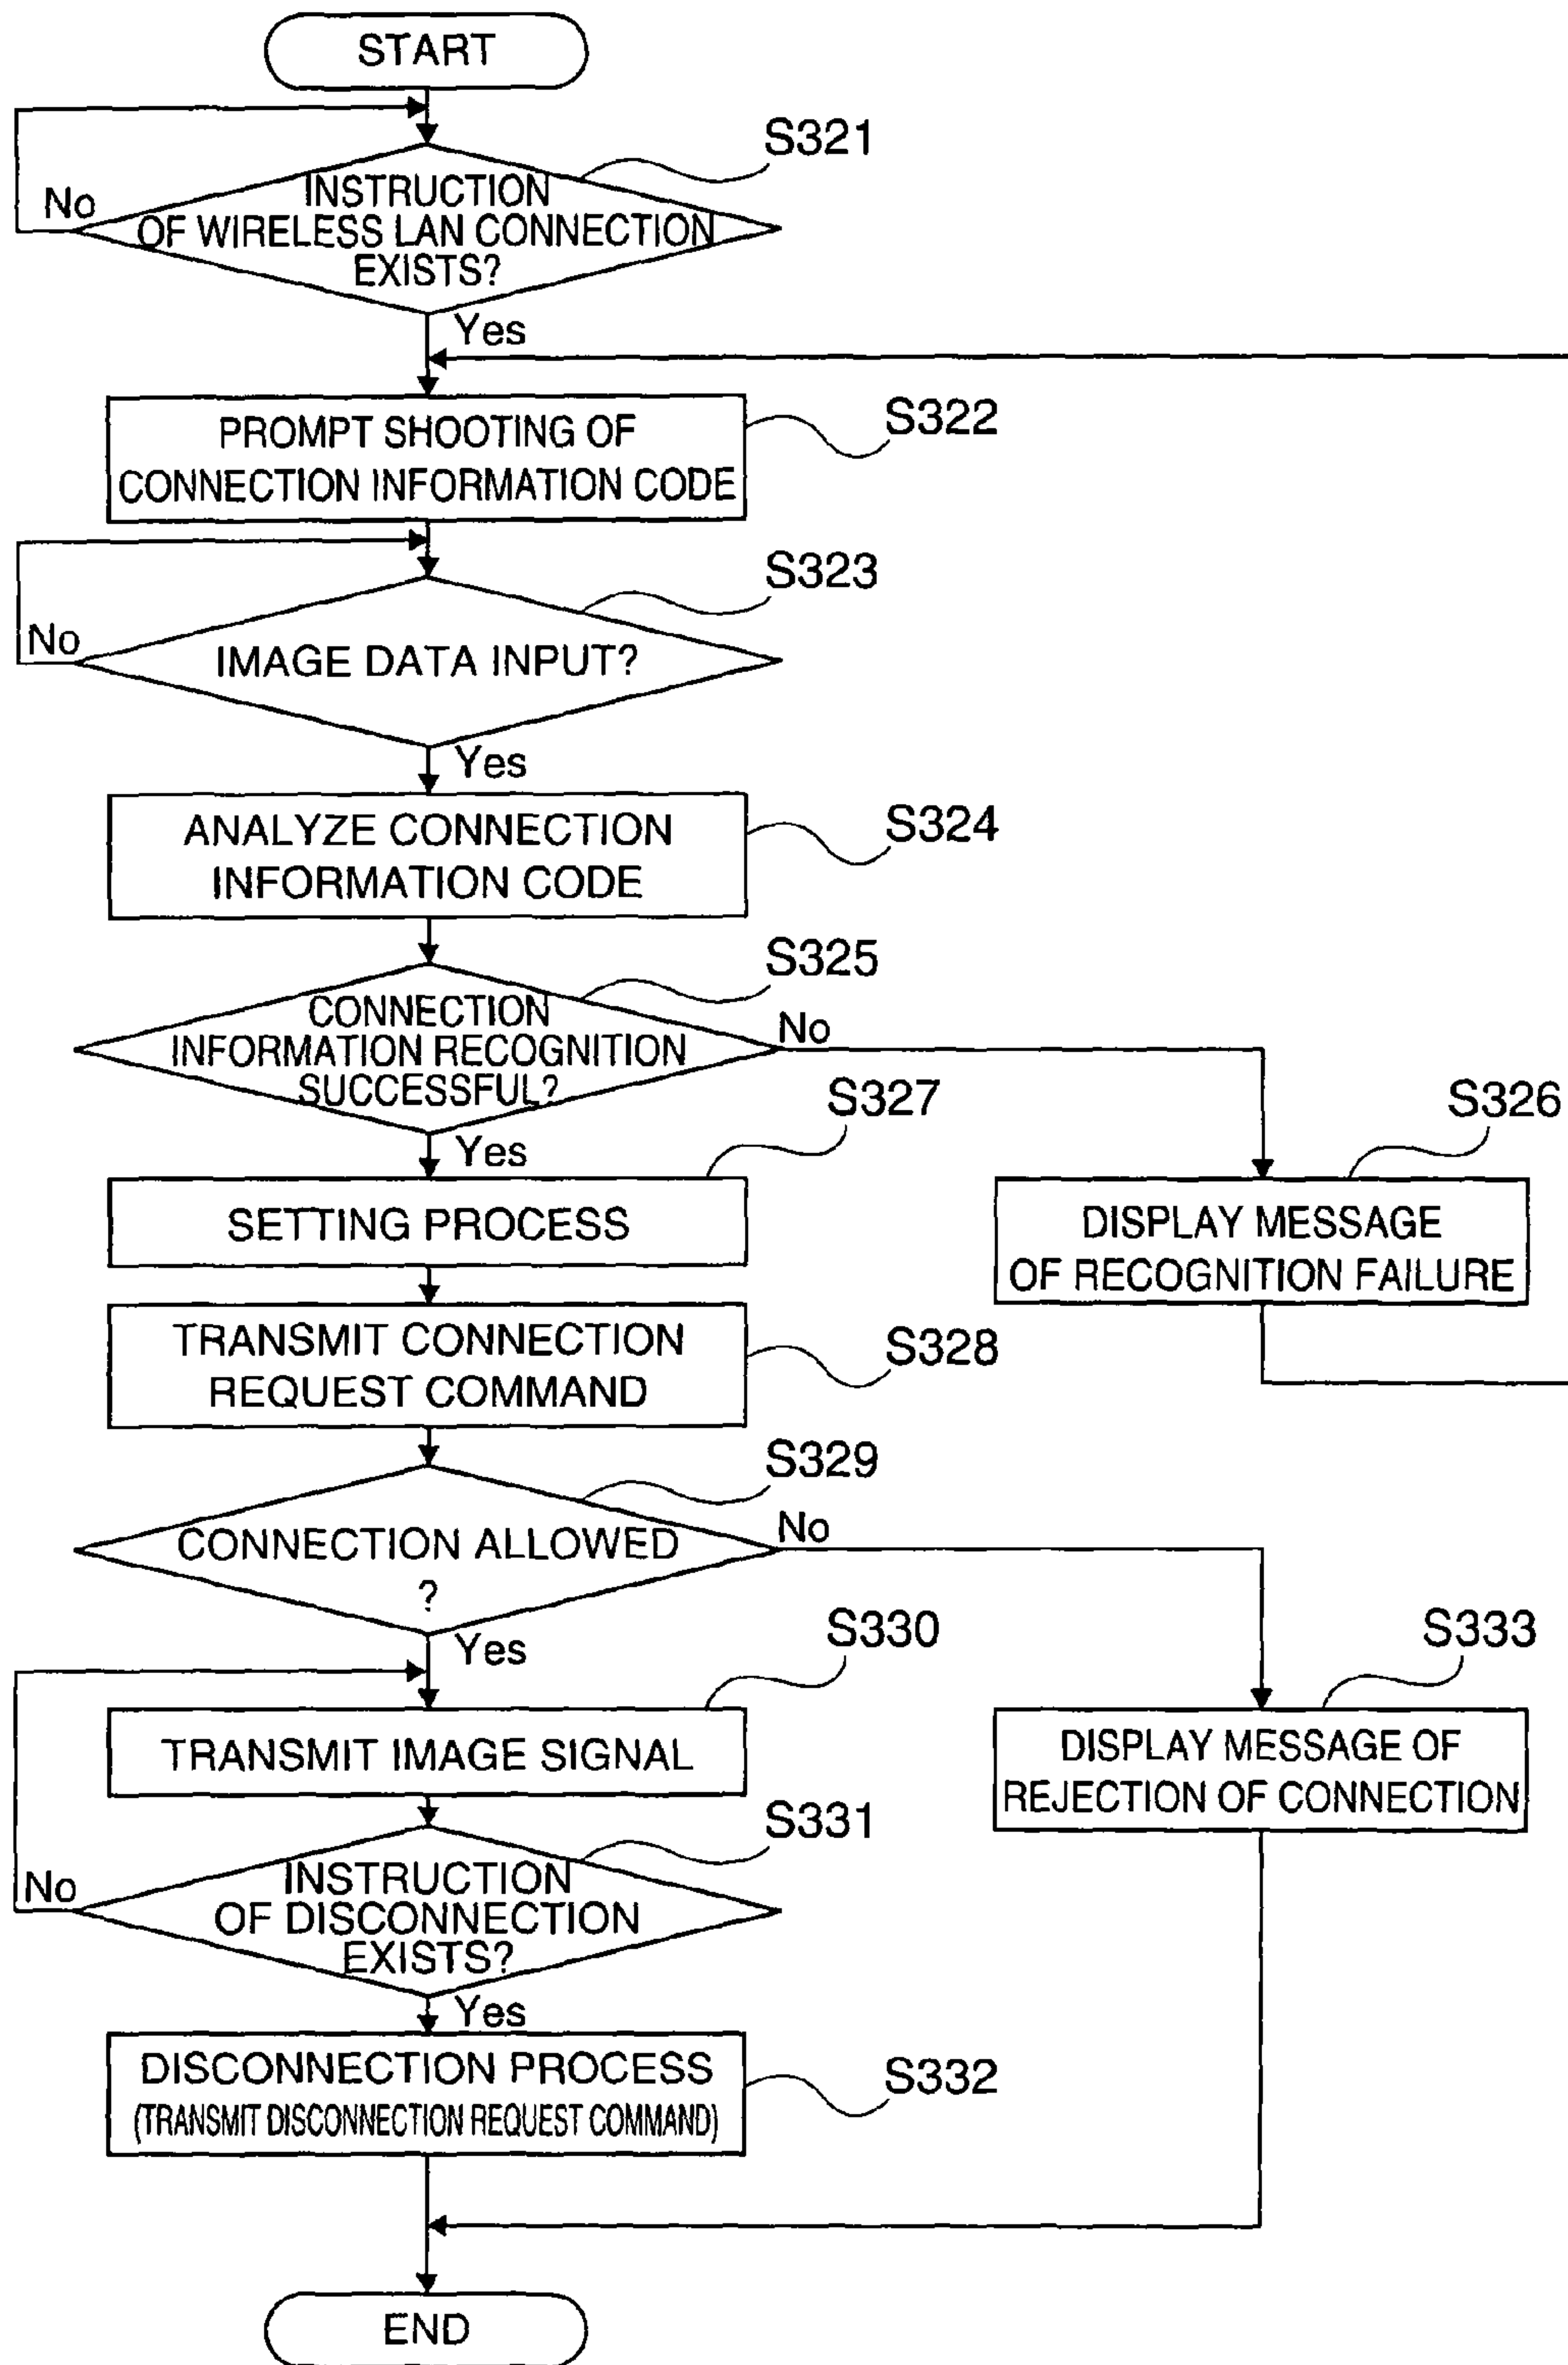 START
S321
No
INSTRUCTION
OF WIRELESS LAN CONNECTION
EXISTS?
Yes
S322
PROMPT SHOOTING OF
CONNECTION INFORMATION CODE
S323
No
IMAGE DATA INPUT?
Yes
S324
ANALYZE CONNECTION
INFORMATION CODE
S325
CONNECTION
INFORMATION RECOGNITION
SUCCESSFUL?
No
S327
S326
Yes
SETTING PROCESS
DISPLAY MESSAGE
OF RECOGNITION FAILURE
S328
TRANSMIT CONNECTION
REQUEST COMMAND
S329
CONNECTION ALLOWED
?
No
S330
S333
Yes
TRANSMIT IMAGE SIGNAL
DISPLAY MESSAGE OF
REJECTION OF CONNECTION
S331
No
INSTRUCTION
OF DISCONNECTION
EXISTS?
Yes
S332
DISCONNECTION PROCESS
(TRANSMIT DISCONNECTION REQUEST COMMAND)
END